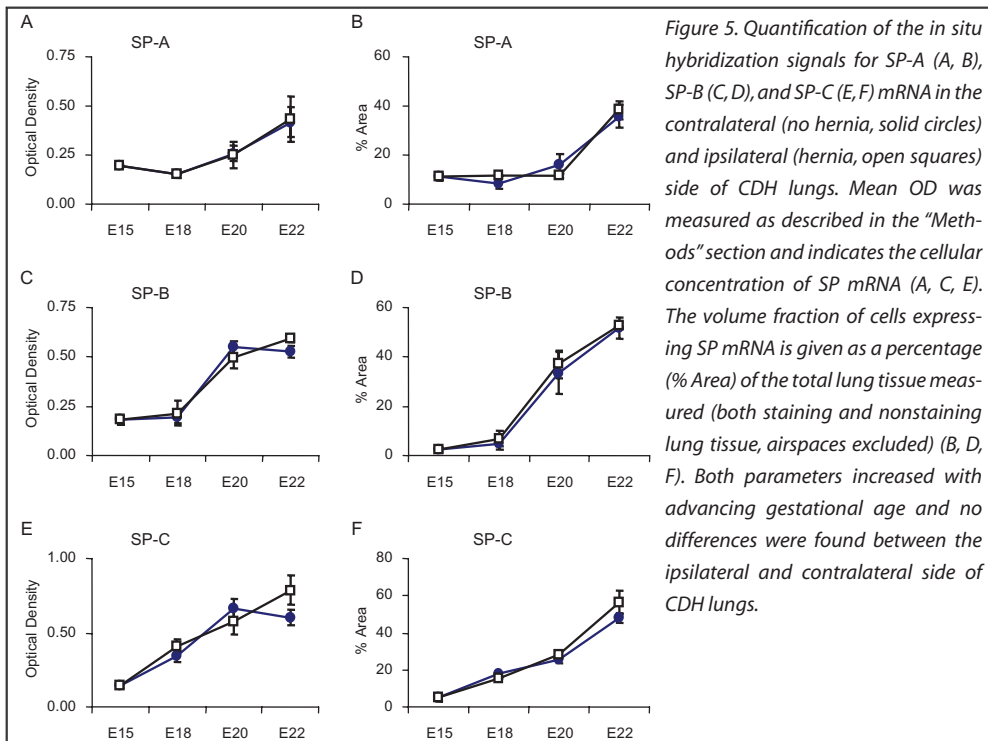 A
SP-A
0.75
0.50
0.25
0.00
Optical Density
E15 E18 E20 E22
B
SP-A
60
40
20
0
% Area
E15 E18 E20 E22
C
SP-B
0.75
0.50
0.25
0.00
Optical Density
E15 E18 E20 E22
D
SP-B
60
40
20
0
% Area
E15 E18 E20 E22
E
SP-C
1.00
0.50
0.00
Optical Density
E15 E18 E20 E22
F
SP-C
80
60
40
20
0
% Area
E15 E18 E20 E22
Figure 5. Quantification of the in situ
hybridization signals for SP-A (A, B),
SP-B (C, D), and SP-C (E, F) mRNA in the
contralateral (no hernia, solid circles)
and ipsilateral (hernia, open squares)
side of CDH lungs. Mean OD was
measured as described in the “Meth-
ods” section and indicates the cellular
concentration of SP mRNA (A, C, E).
The volume fraction of cells express-
ing SP mRNA is given as a percentage
(% Area) of the total lung tissue meas-
ured (both staining and nonstaining
lung tissue, airspaces excluded) (B, D,
F). Both parameters increased with
advancing gestational age and no
differences were found between the
ipsilateral and contralateral side of
CDH lungs.